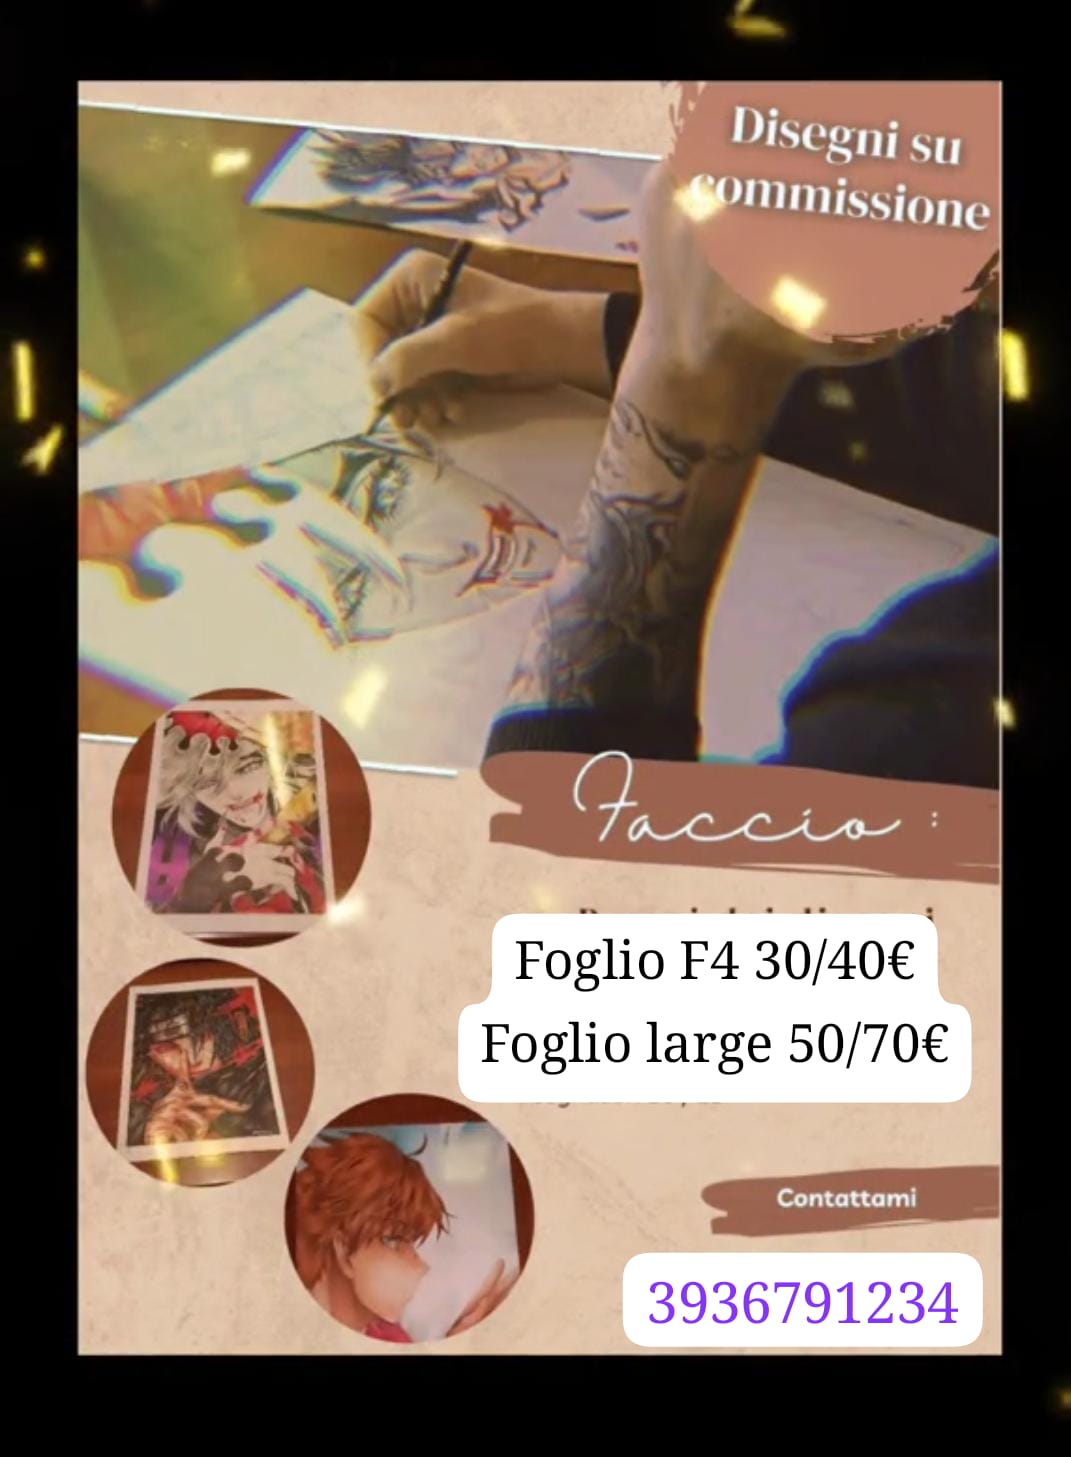 Disegni su
commissione
Faccio :
Foglio F4 30/40€
Foglio large 50/70€
Contattami
3936791234